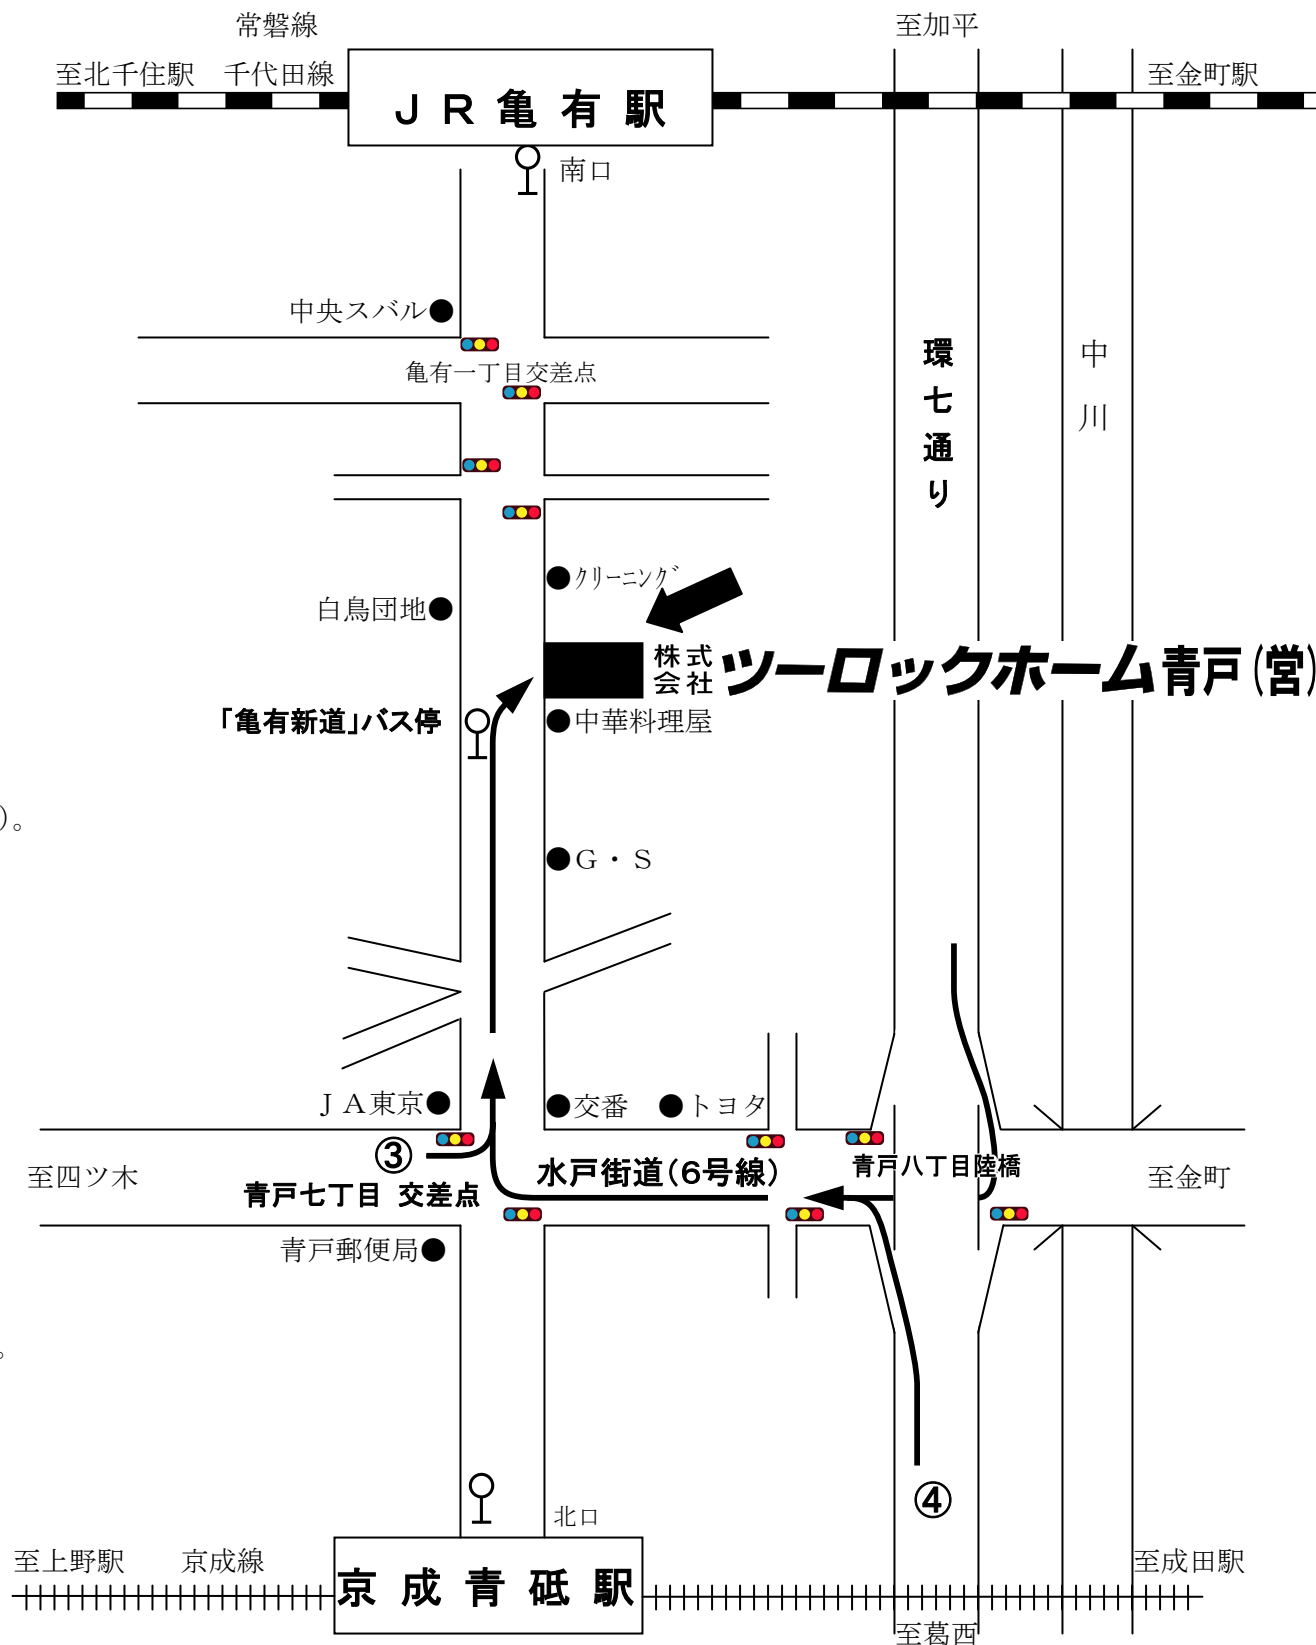 常磐線
至加平
至北千住駅 千代田線
至金町駅
ＪＲ亀有駅
南口
中央スバル
亀有一丁目交差点
環七通り
中川
ｸﾘｰﾆﾝｸﾞ
白鳥団地
株式会社 ツーロックホーム青戸(営)
「亀有新道」バス停
中華料理屋
)。
Ｇ・Ｓ
ＪＡ東京
交番
トヨタ
③
水戸街道(6号線)
青戸八丁目陸橋
至四ツ木
至金町
青戸七丁目 交差点
青戸郵便局
。
④
北口
至上野駅 京成線
至成田駅
京成青砥駅
至葛西